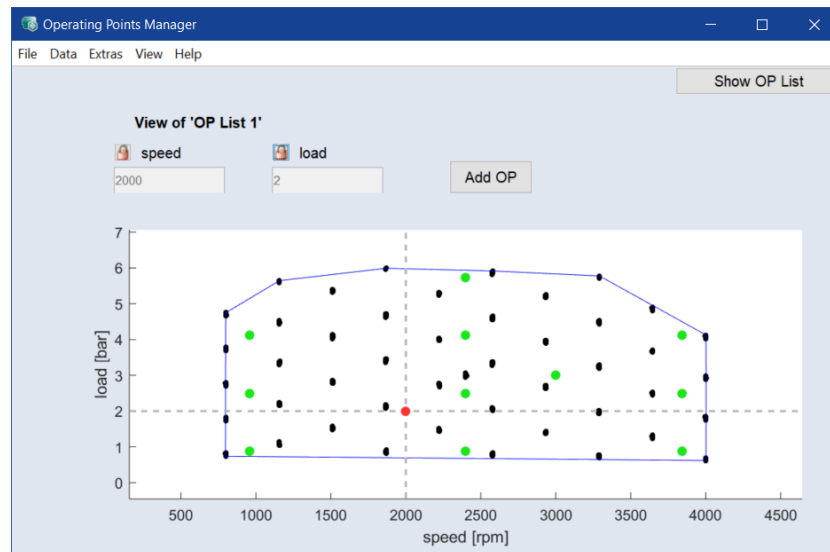 Operating Points Manager
File Data Extras View Help
Show OP List
View of 'OP List 1'
speed load
2000 2 Add OP
7
6
5
4
3
2
1
0
load [bar]
500 1000 1500 2000 2500 3000 3500 4000 4500
speed [rpm]